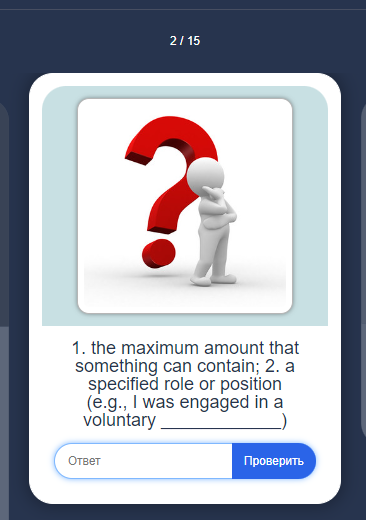 2 / 15
1. the maximum amount that
something can contain; 2. a
specified role or position
(e.g., I was engaged in a
voluntary ____________)
Ответ
Проверить